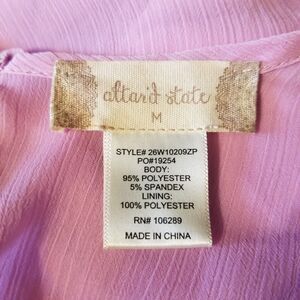 altar'd state
M
STYLE# 26W10209ZP
PO#19254
BODY:
95% POLYESTER
5% SPANDEX
LINING:
100% POLYESTER
RN# 106289
MADE IN CHINA